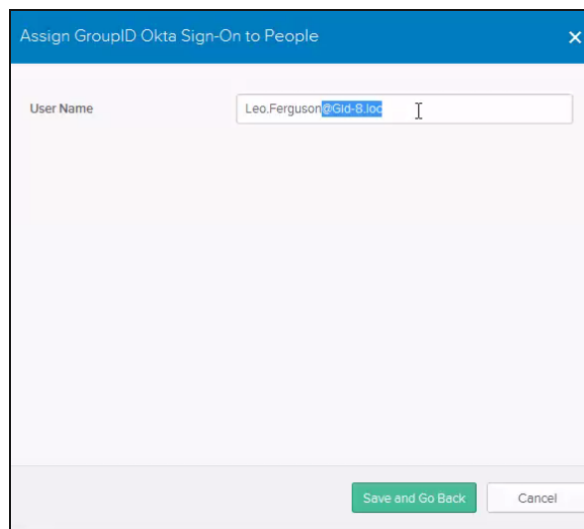 Assign GroupID Okta Sign-On to People
User Name
Leo.Ferguson@Gid-8.loc
Save and Go Back
Cancel